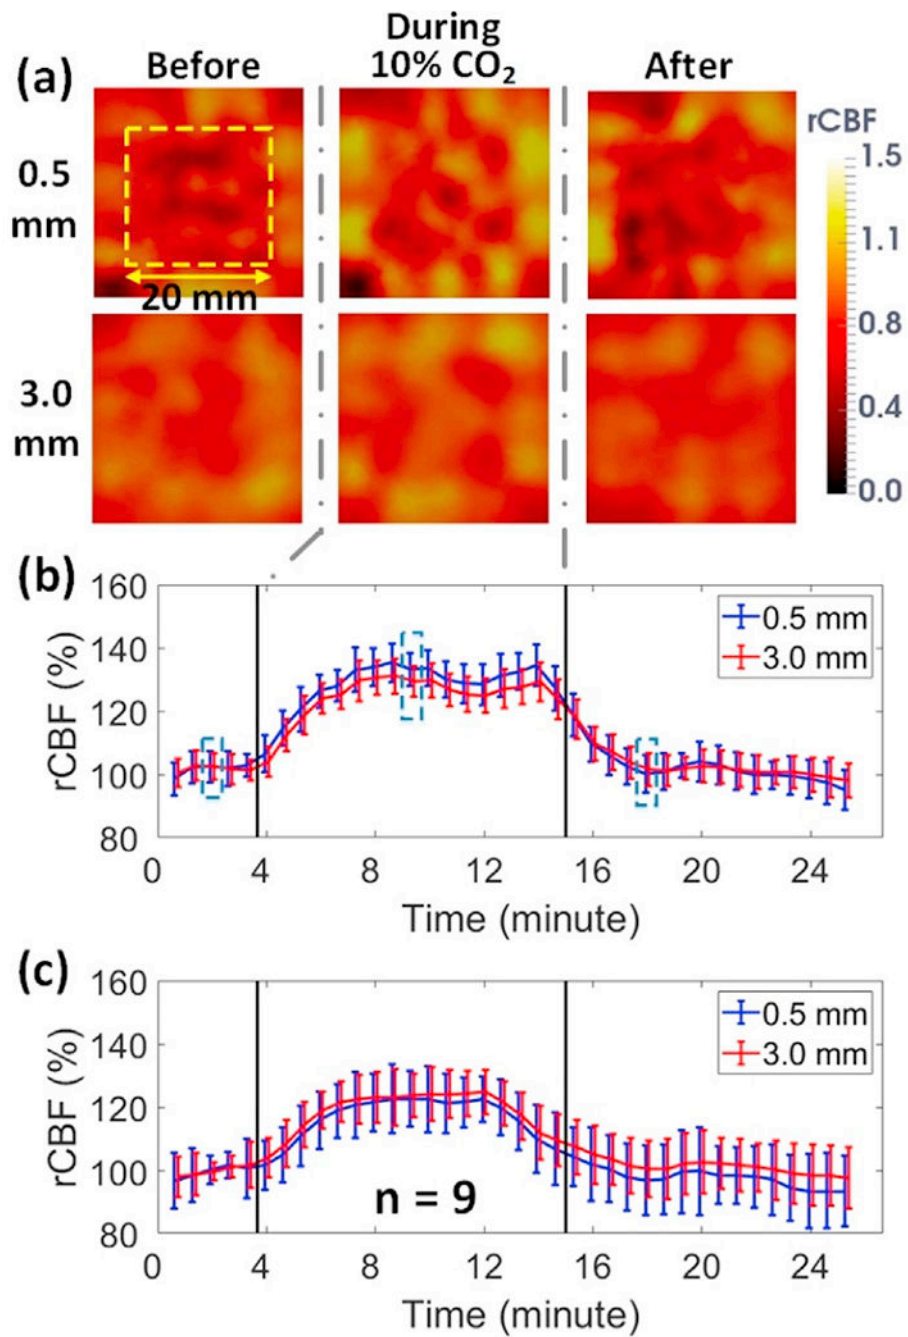 (a)
Before
During
10% CO₂
After
0.5
mm
20 mm
3.0
mm
rCBF
1.5
1.1
0.8
0.4
0.0
(b)
160
140
120
100
80
rCBF (%)
0.5 mm
3.0 mm
0 4 8 12 16 20 24
Time (minute)
(c)
160
140
120
100
80
rCBF (%)
0.5 mm
3.0 mm
n = 9
0 4 8 12 16 20 24
Time (minute)